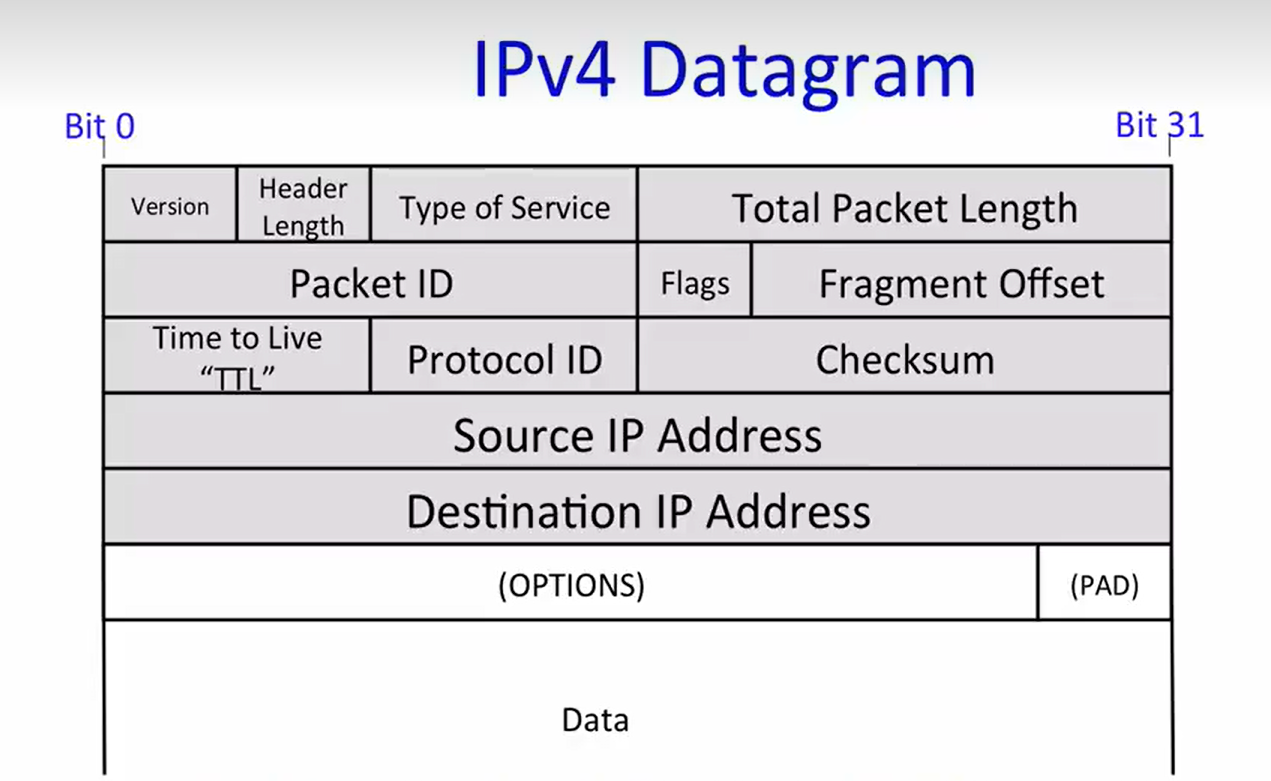 IPv4 Datagram
Bit 0
Bit 31
Version
Header
Length
Type of Service
Total Packet Length
Packet ID
Flags
Fragment Offset
Time to Live
“TTL”
Protocol ID
Checksum
Source IP Address
Destination IP Address
(OPTIONS)
(PAD)
Data